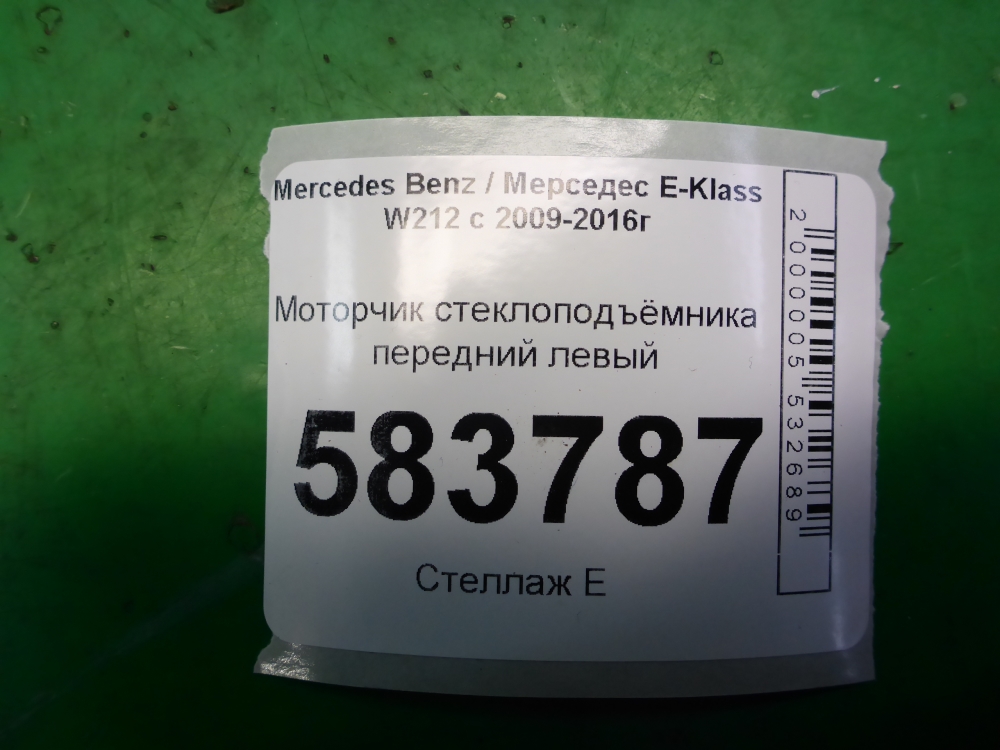 Mercedes Benz / Мерседес E-Klass
W212 с 2009-2016г
Моторчик стеклоподъёмника
передний левый
583787
Стеллаж Е
2000005532689